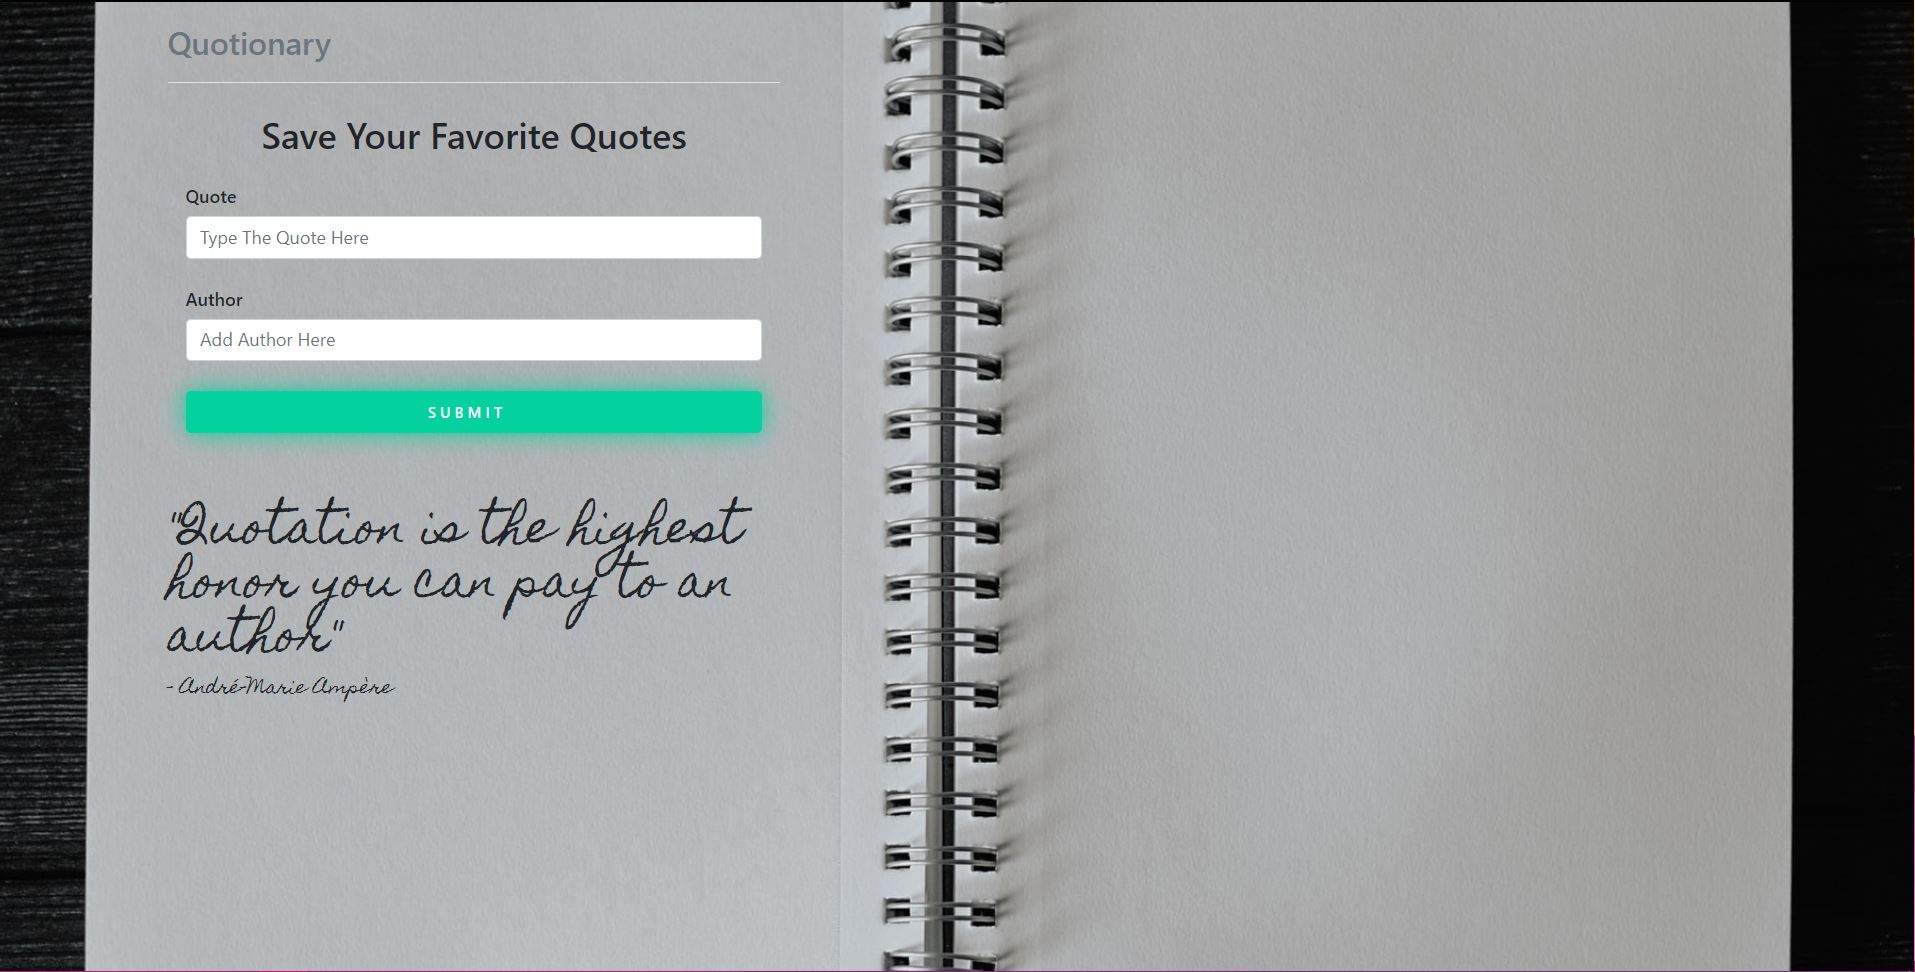 Quotionary
Save Your Favorite Quotes
Quote
Type The Quote Here
Author
Add Author Here
SUBMIT
"Quotation is the highest
honor you can pay to an
author"
- André-Marie Ampère